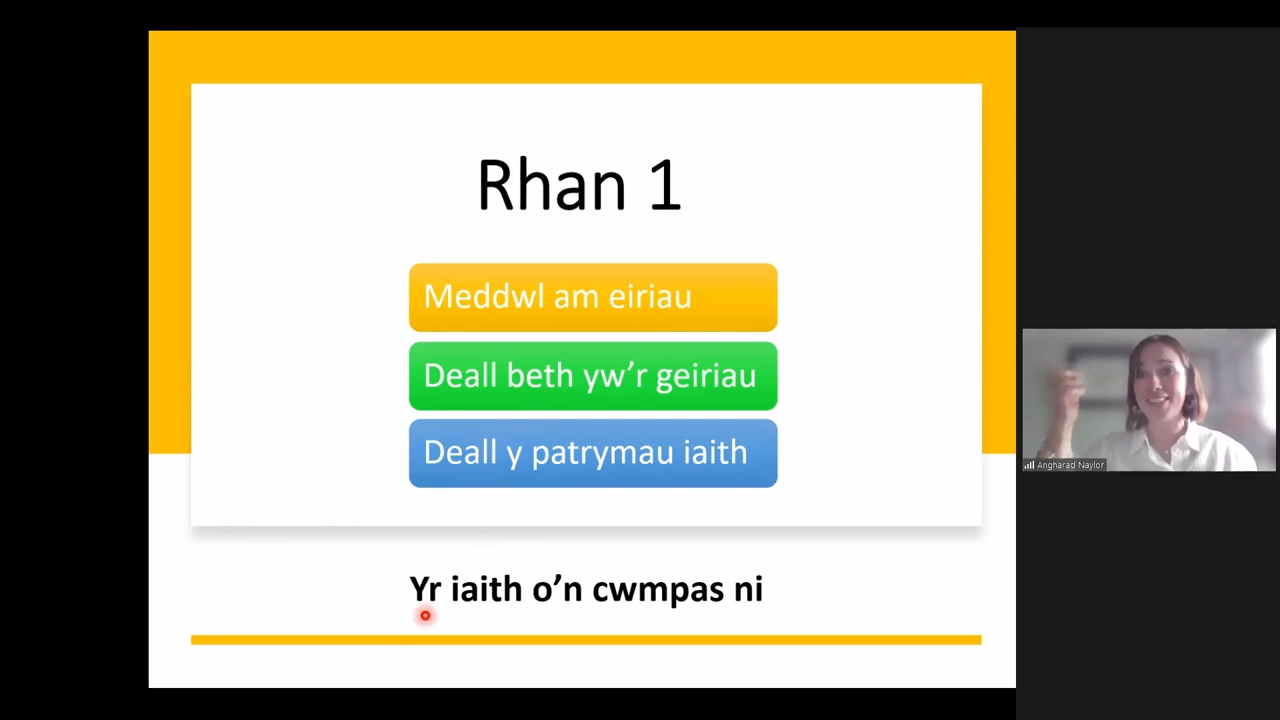 Rhan 1
Meddwl am eiriau
Deall beth yw’r geiriau
Deall y patrymau iaith
Yr iaith o’n cwmpas ni
Angharad Naylor